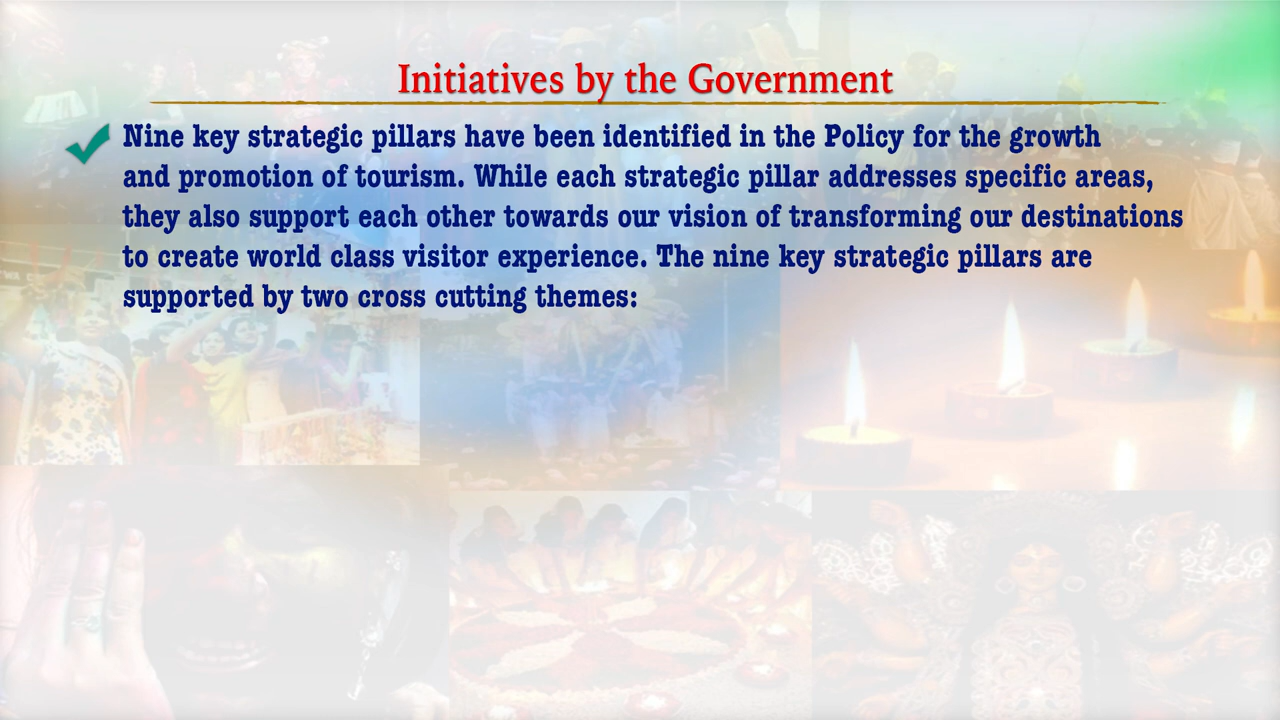 Initiatives by the Government
Nine key strategic pillars have been identified in the Policy for the growth
and promotion of tourism. While each strategic pillar addresses specific areas,
they also support each other towards our vision of transforming our destinations
to create world class visitor experience. The nine key strategic pillars are
supported by two cross cutting themes: